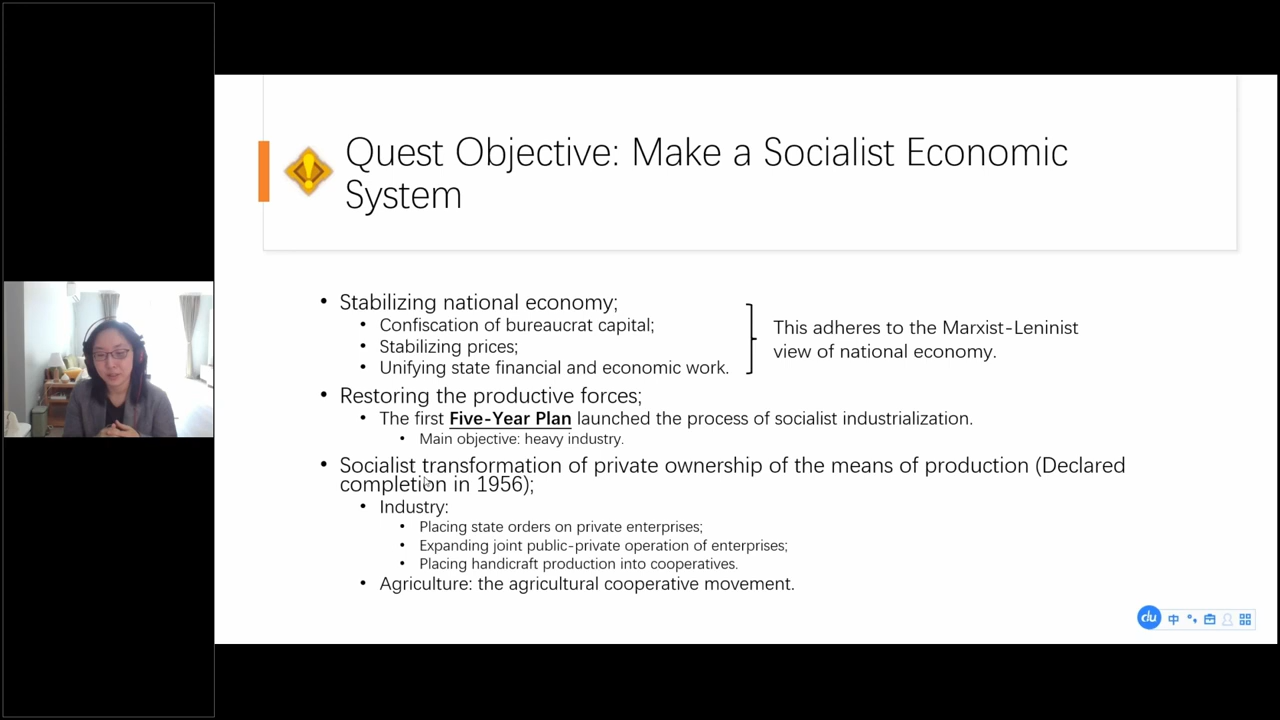 Quest Objective: Make a Socialist Economic
System
• Stabilizing national economy;
• Confiscation of bureaucrat capital;
• Stabilizing prices;
• Unifying state financial and economic work.
This adheres to the Marxist-Leninist
view of national economy.
• Restoring the productive forces;
• The first Five-Year Plan launched the process of socialist industrialization.
• Main objective: heavy industry.
• Socialist transformation of private ownership of the means of production (Declared
completion in 1956);
• Industry:
• Placing state orders on private enterprises;
• Expanding joint public-private operation of enterprises;
• Placing handicraft production into cooperatives.
• Agriculture: the agricultural cooperative movement.
du 中